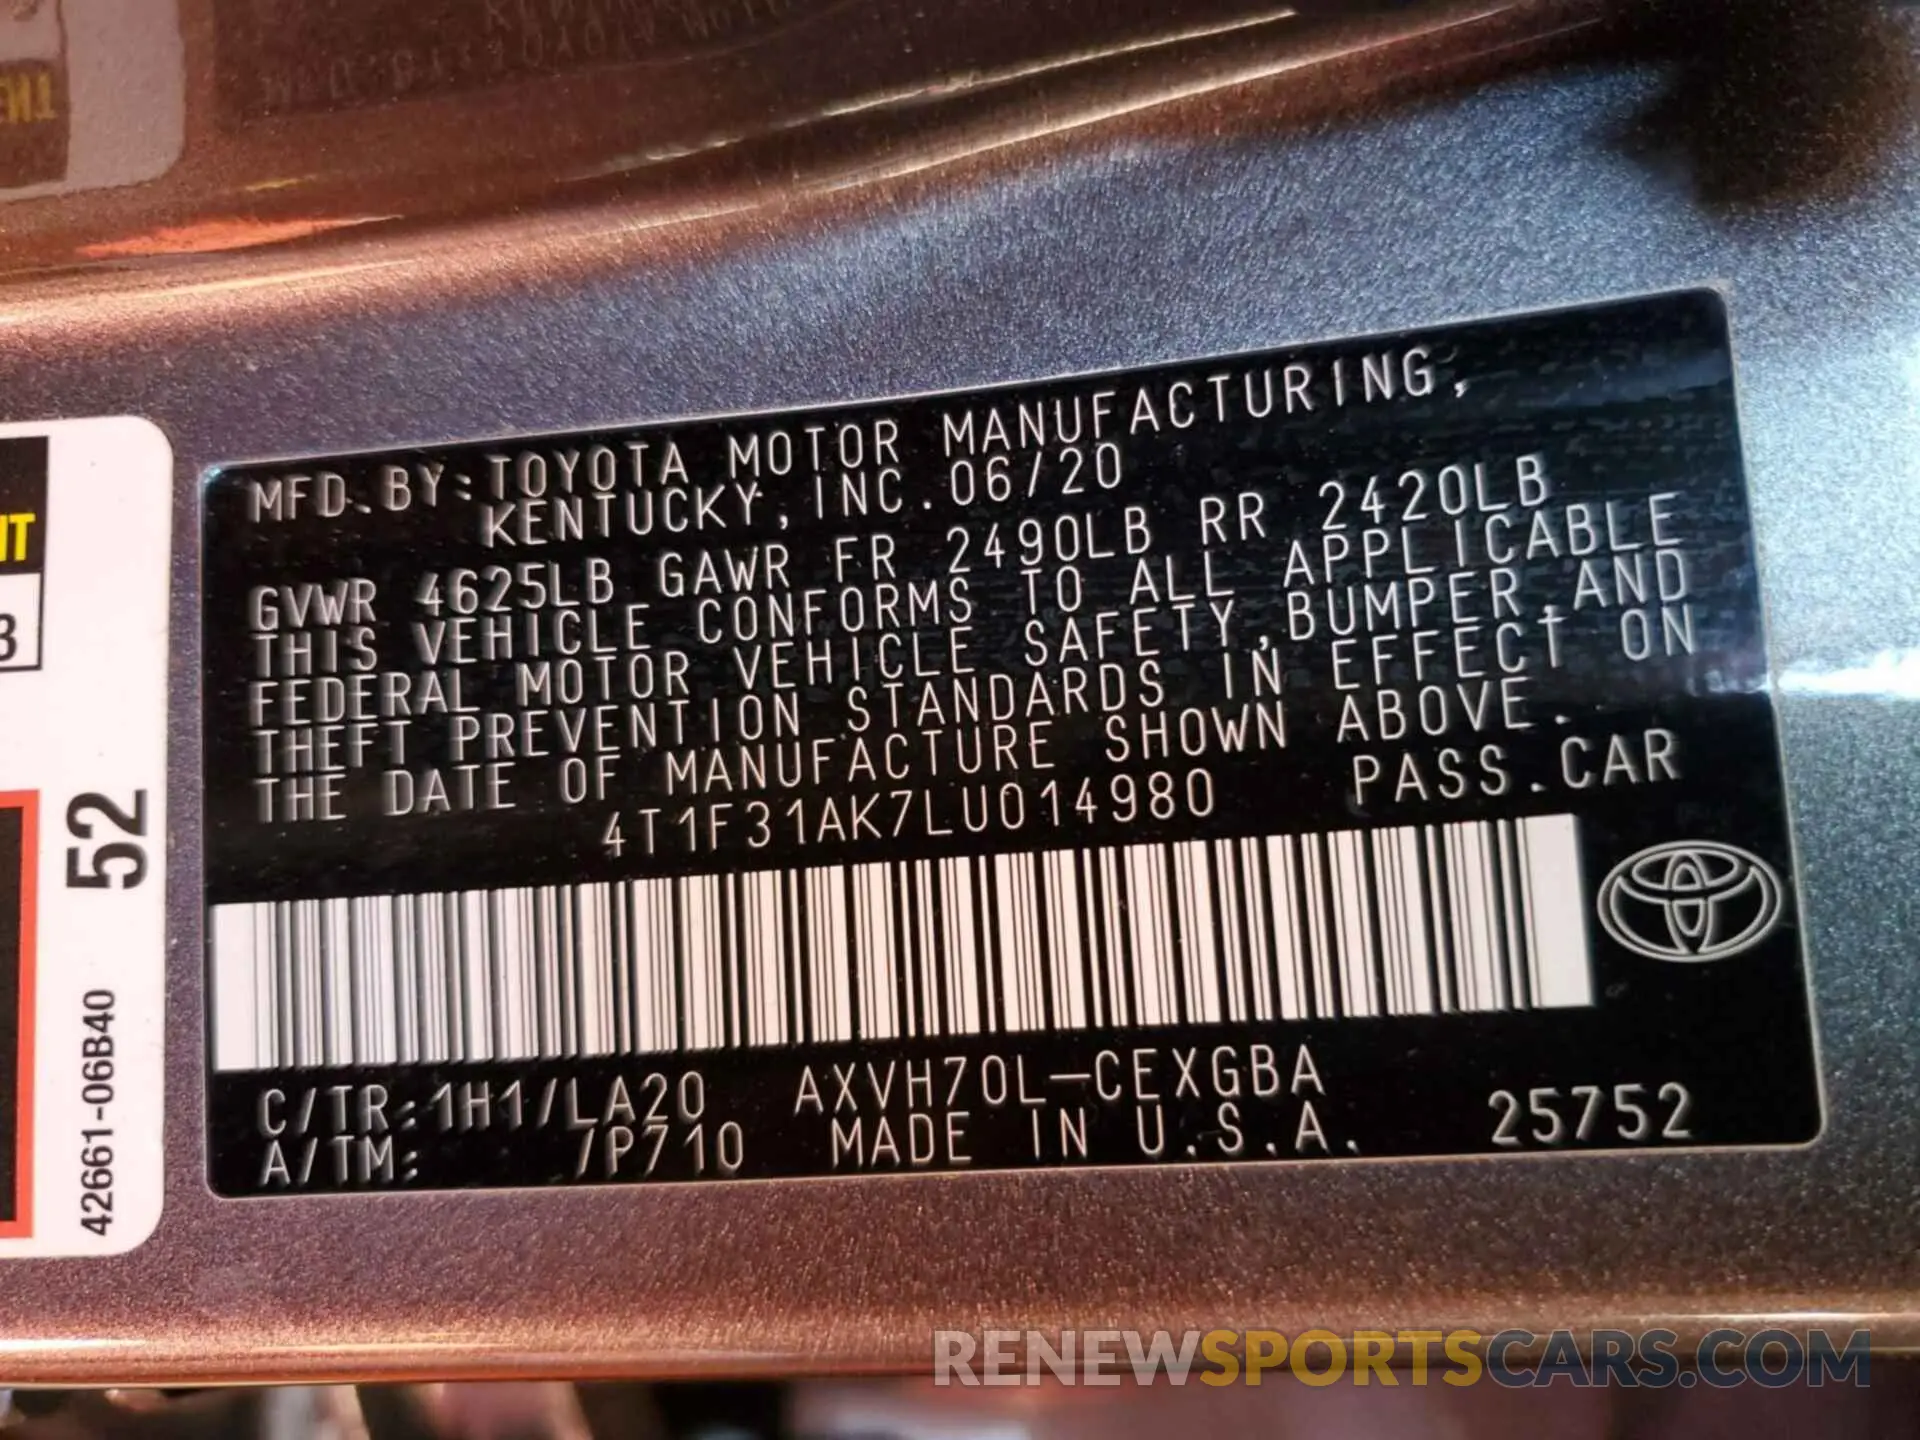 MFD. BY: TOYOTA MOTOR MANUFACTURING,
KENTUCKY, INC. 06/20
GVWR 4625LB GAWR FR 2490LB RR 2420LB
THIS VEHICLE CONFORMS TO ALL APPLICABLE
FEDERAL MOTOR VEHICLE SAFETY, BUMPER, AND
THEFT PREVENTION STANDARDS IN EFFECT ON
THE DATE OF MANUFACTURE SHOWN ABOVE.
4T1F31AK7LU014980 PASS. CAR
C/TR: 1H1/LA20 AXVH70L-CEXGBA
A/TM: /P710 MADE IN U.S.A. 25752
52
42661-06B40
3
RENEWSPORTSCARS.COM